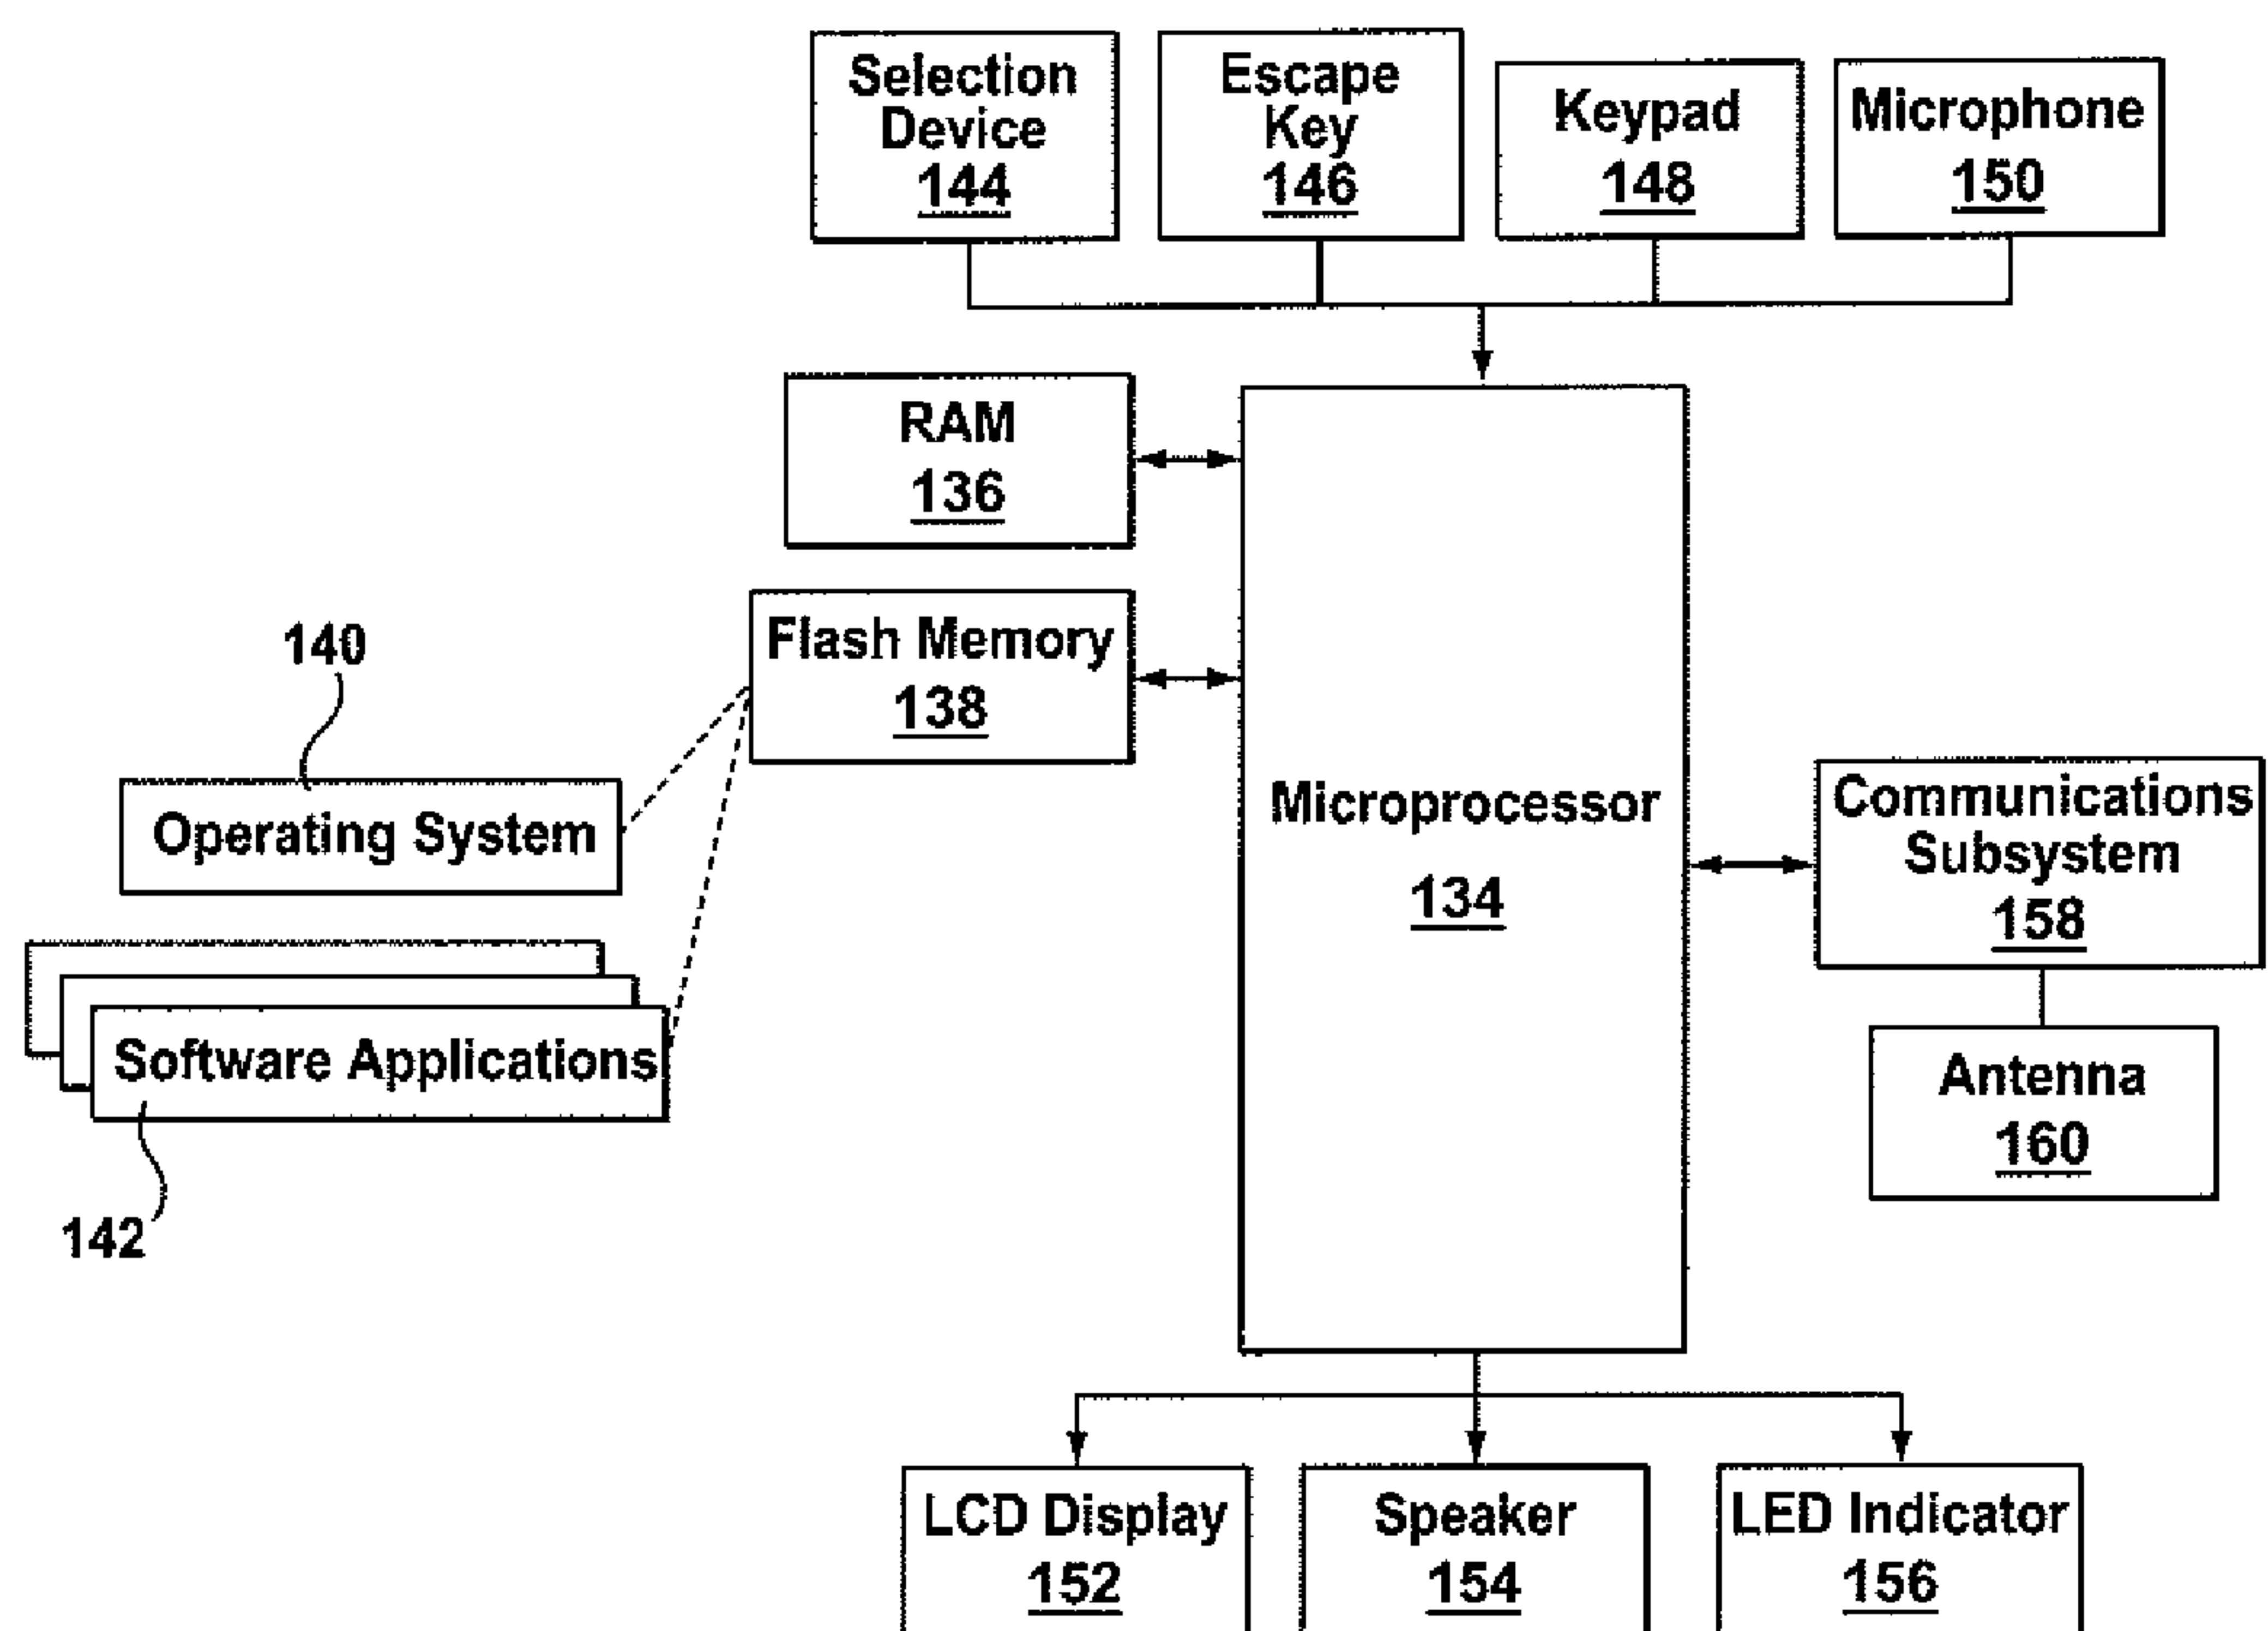 Selection
Device
144
Escape
Key
146
Keypad
148
Microphone
150
RAM
136
Flash Memory
138
140
Operating System
Software Applications
142
Microprocessor
134
Communications
Subsystem
158
Antenna
160
LCD Display
152
Speaker
154
LED Indicator
156